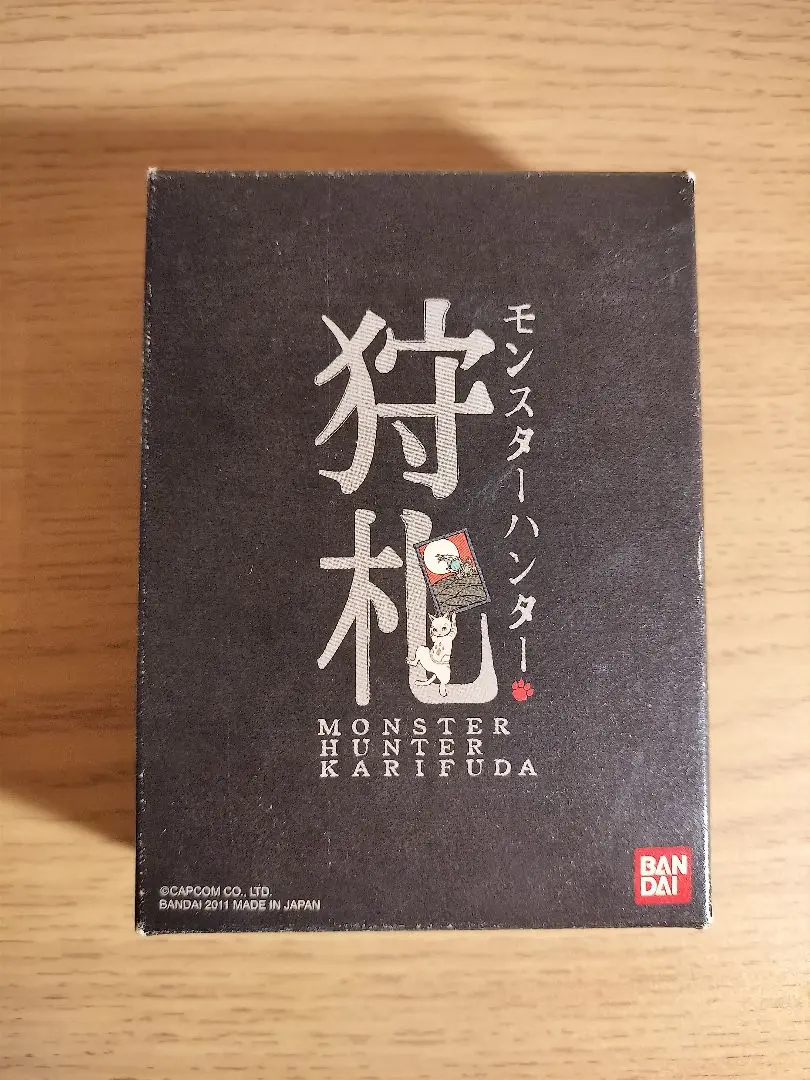 モンスターハンター
狩札
MONSTER
HUNTER
KARIFUDA
©CAPCOM CO., LTD.
BANDAI 2011 MADE IN JAPAN
BAN
DAI